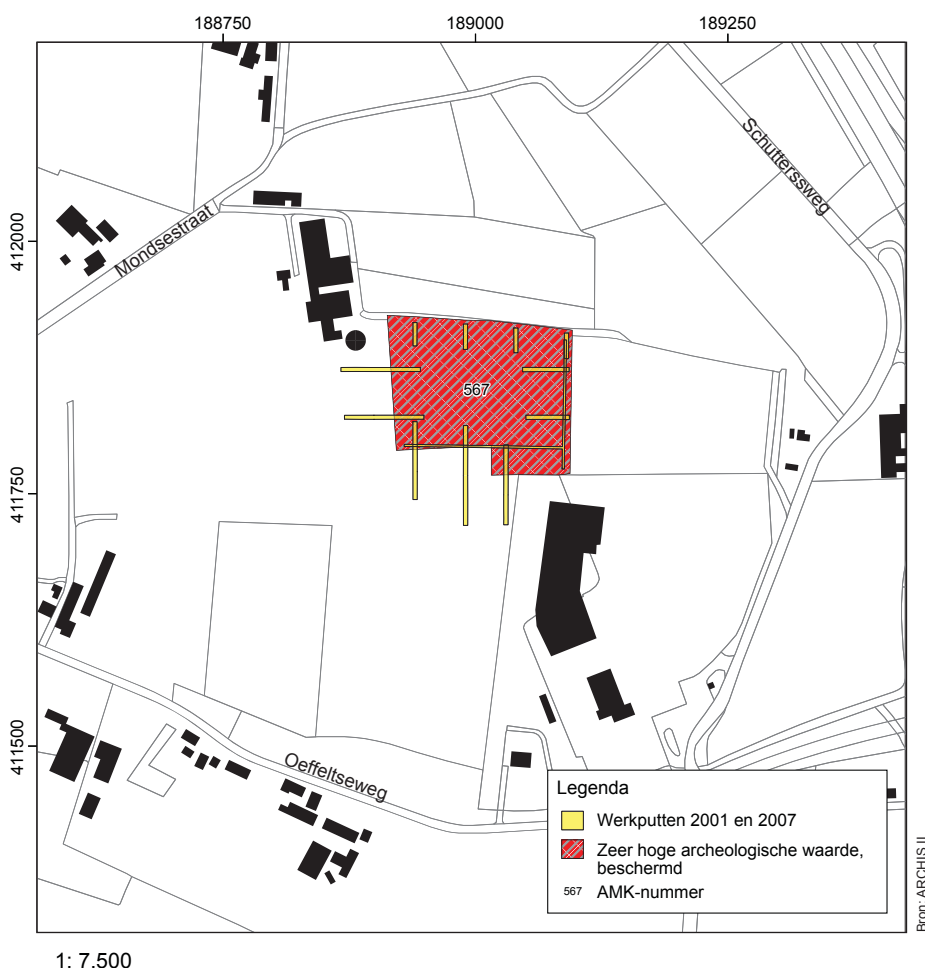 188750
189000
189250
412000
411750
411500
Schutterssweg
Mondsestraat
567
Oeffeltseweg
Legenda
Werkputten 2001 en 2007
Zeer hoge archeologische waarde,
beschermd
567 AMK-nummer
Bron: ARCHIS II
1: 7.500